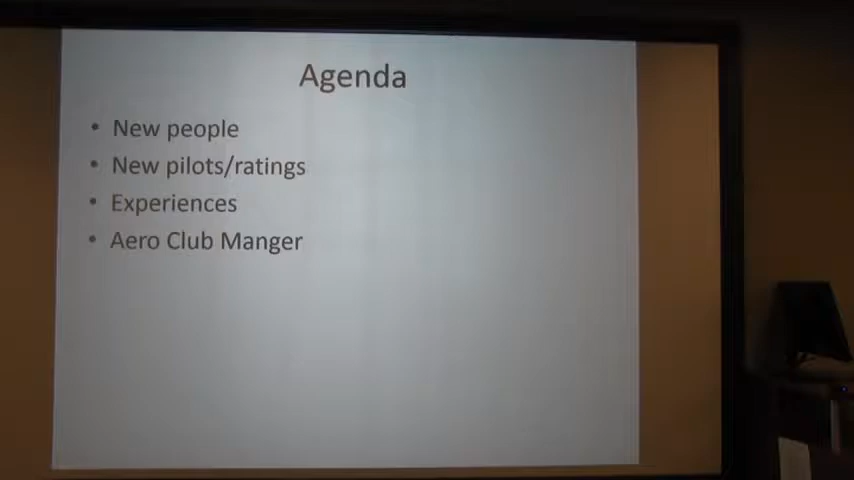 Agenda
• New people
• New pilots/ratings
• Experiences
• Aero Club Manger